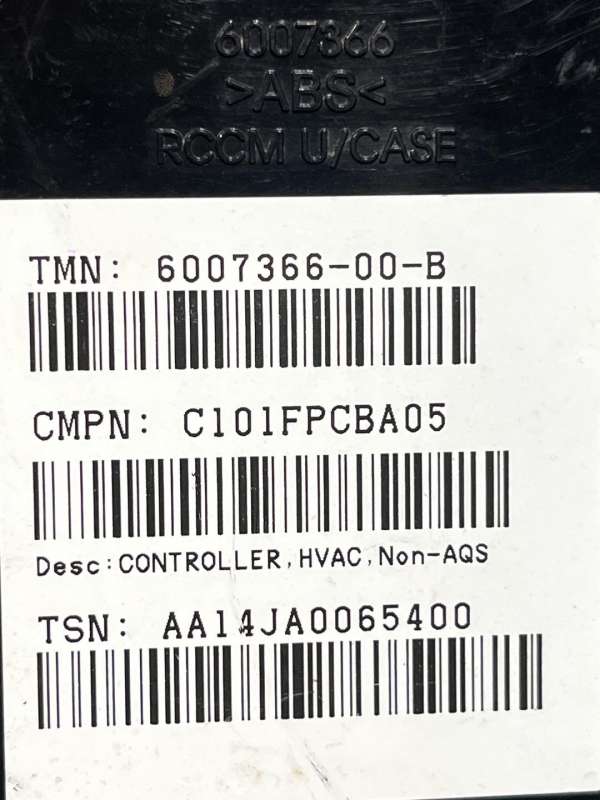 6007366
>ABS<
RCCM U/CASE
TMN: 6007366-00-B
CMPN: C101FPCBA05
Desc:CONTROLLER,HVAC,Non-AQS
TSN: AA14JA0065400